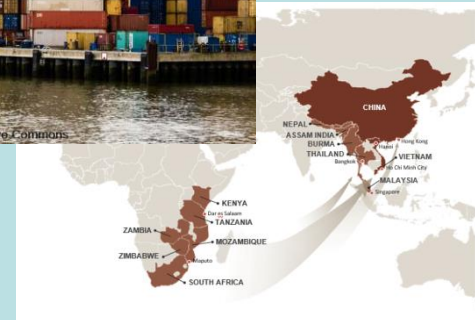 e Commons
CHINA
NEPAL
ASSAM INDIA
BURMA
THAILAND
Bangkok
Hanoi
Hong Kong
VIETNAM
Ho Chi Minh City
MALAYSIA
Singapore
KENYA
Dar es Salaam
TANZANIA
ZAMBIA
MOZAMBIQUE
ZIMBABWE
Maputo
SOUTH AFRICA